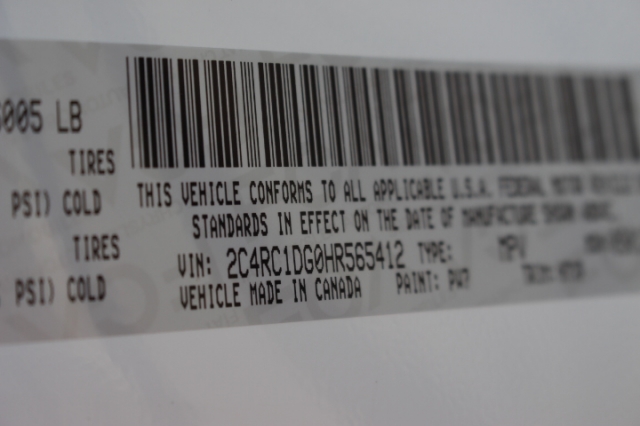 6005 LB
TIRES
PSI) COLD
TIRES
PSI) COLD
THIS VEHICLE CONFORMS TO ALL APPLICABLE U.S.A. FEDERAL MOTOR VEHICLE
STANDARDS IN EFFECT ON THE DATE OF MANUFACTURE SHOWN ABOVE.
VIN: 2C4RC1DG0HR565412 TYPE: MPV
VEHICLE MADE IN CANADA PAINT: PW7